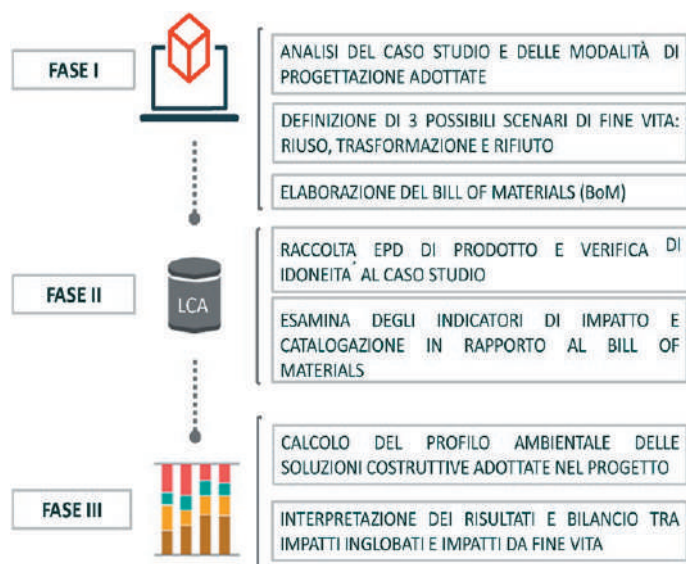 FASE I
ANALISI DEL CASO STUDIO E DELLE MODALITÀ DI
PROGETTAZIONE ADOTTATE
DEFINIZIONE DI 3 POSSIBILI SCENARI DI FINE VITA:
RIUSO, TRASFORMAZIONE E RIFIUTO
ELABORAZIONE DEL BILL OF MATERIALS (BoM)
FASE II
LCA
RACCOLTA EPD DI PRODOTTO E VERIFICA DI
IDONEITA' AL CASO STUDIO
ESAMINA DEGLI INDICATORI DI IMPATTO E
CATALOGAZIONE IN RAPPORTO AL BILL OF
MATERIALS
FASE III
CALCOLO DEL PROFILO AMBIENTALE DELLE
SOLUZIONI COSTRUTTIVE ADOTTATE NEL PROGETTO
INTERPRETAZIONE DEI RISULTATI E BILANCIO TRA
IMPATTI INGLOBATI E IMPATTI DA FINE VITA